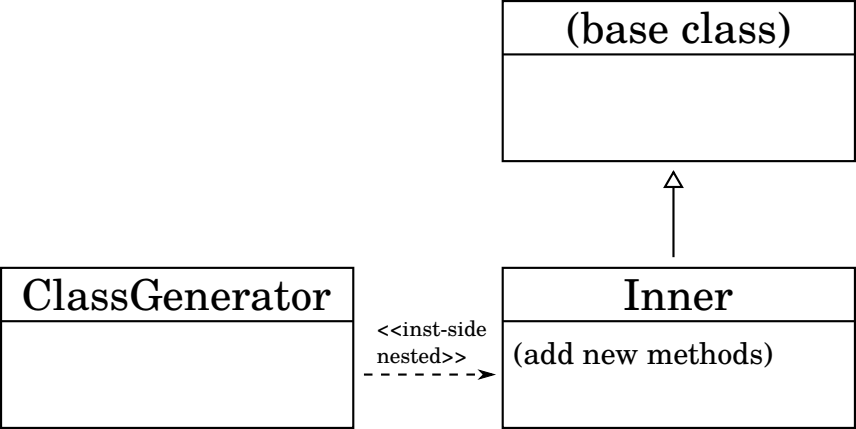 (base class)
ClassGenerator
<<inst-side
nested>>
Inner
(add new methods)